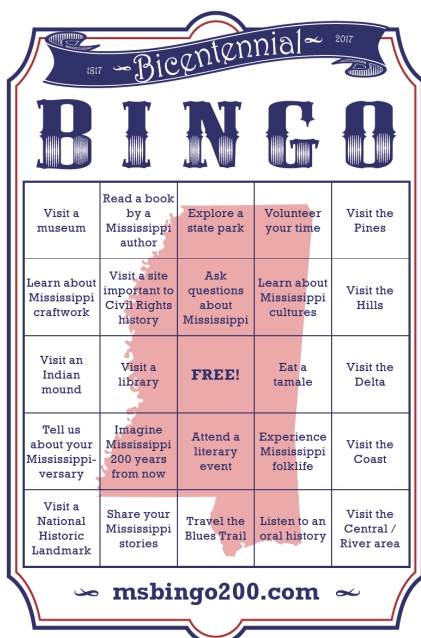 1817
Bicentennial
2017
BINGO
Visit a
museum
Read a book
by a
Mississippi
author
Explore a
state park
Volunteer
your time
Visit the
Pines
Learn about
Mississippi
craftwork
Visit a site
important to
Civil Rights
history
Ask
questions
about
Mississippi
Learn about
Mississippi
cultures
Visit the
Hills
Visit an
Indian
mound
Visit a
library
FREE!
Eat a
tamale
Visit the
Delta
Tell us
about your
Mississippi-
versary
Imagine
Mississippi
200 years
from now
Attend a
literary
event
Experience
Mississippi
folklife
Visit the
Coast
Visit a
National
Historic
Landmark
Share your
Mississippi
stories
Travel the
Blues Trail
Listen to an
oral history
Visit the
Central /
River area
msbingo200.com